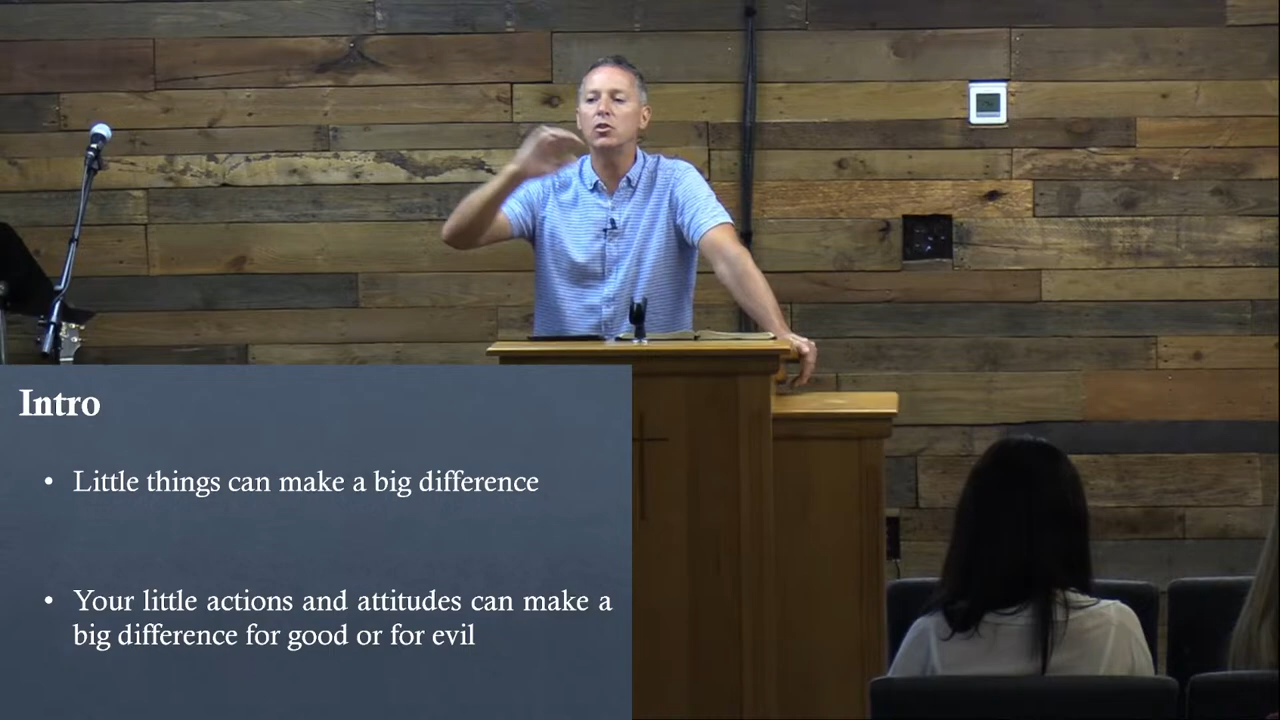 Intro
• Little things can make a big difference
• Your little actions and attitudes can make a
big difference for good or for evil